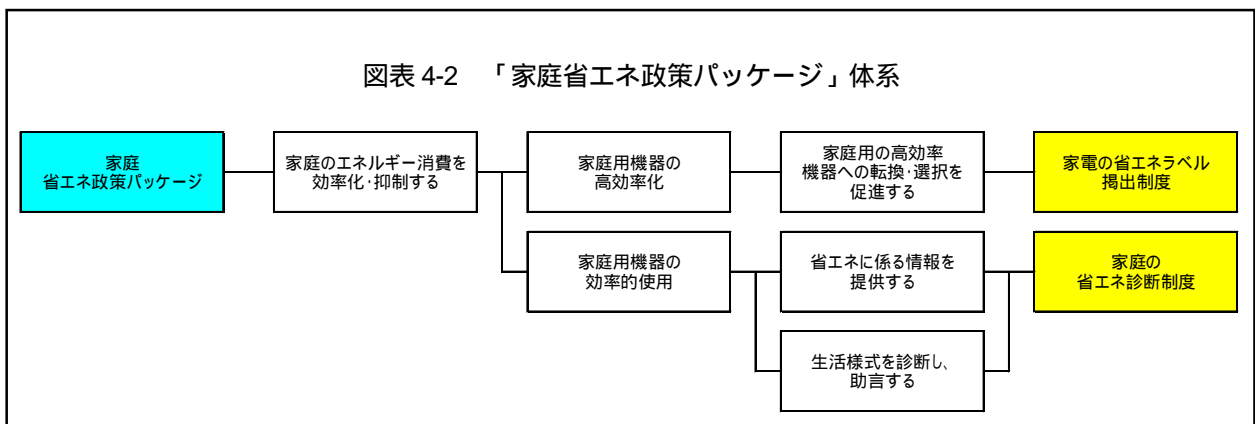 図表 4-2 「家庭省エネ政策パッケージ」体系
家庭
省エネ政策パッケージ
家庭のエネルギー消費を
効率化・抑制する
家庭用機器の
高効率化
家庭用の高効率
機器への転換・選択を
促進する
家電の省エネラベル
掲出制度
家庭用機器の
効率的使用
省エネに係る情報を
提供する
家庭の
省エネ診断制度
生活様式を診断し、
助言する